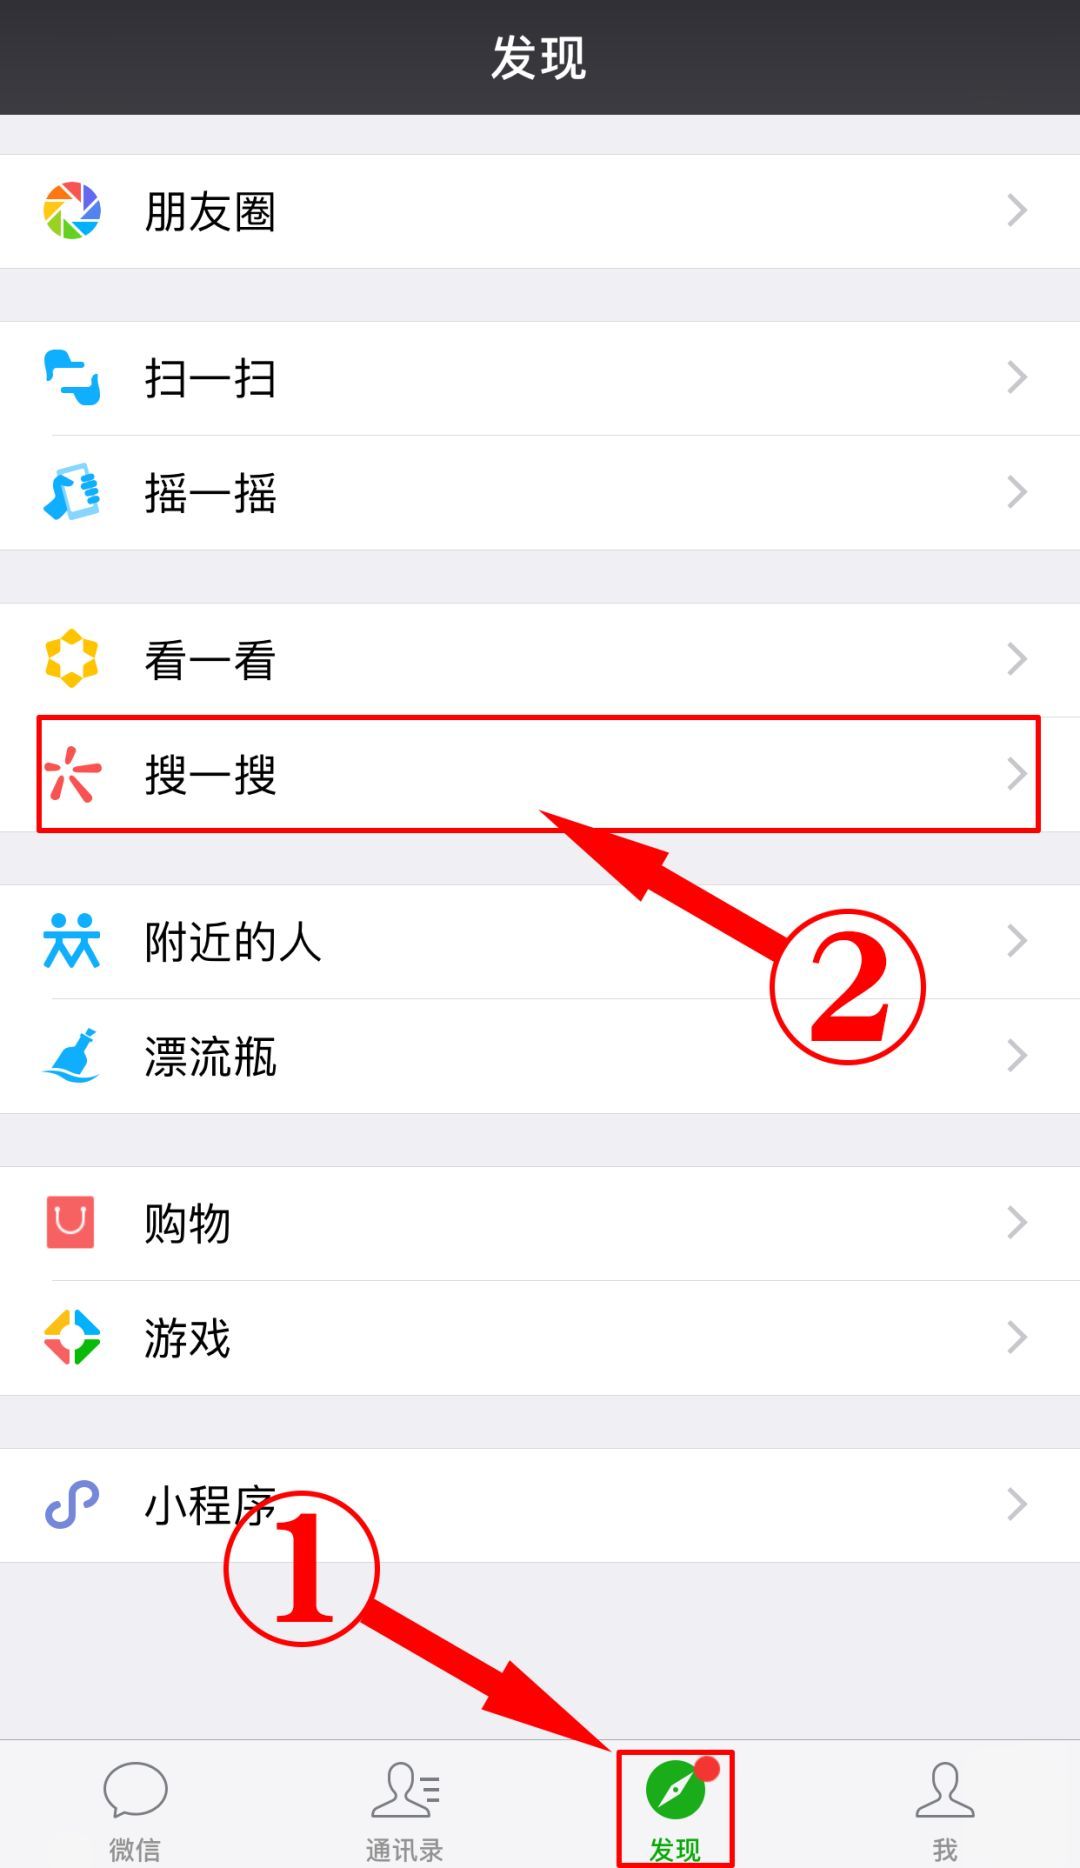 发现
朋友圈
扫一扫
摇一摇
看一看
搜一搜
附近的人
2
漂流瓶
购物
游戏
小程序
1
微信
通讯录
发现
我